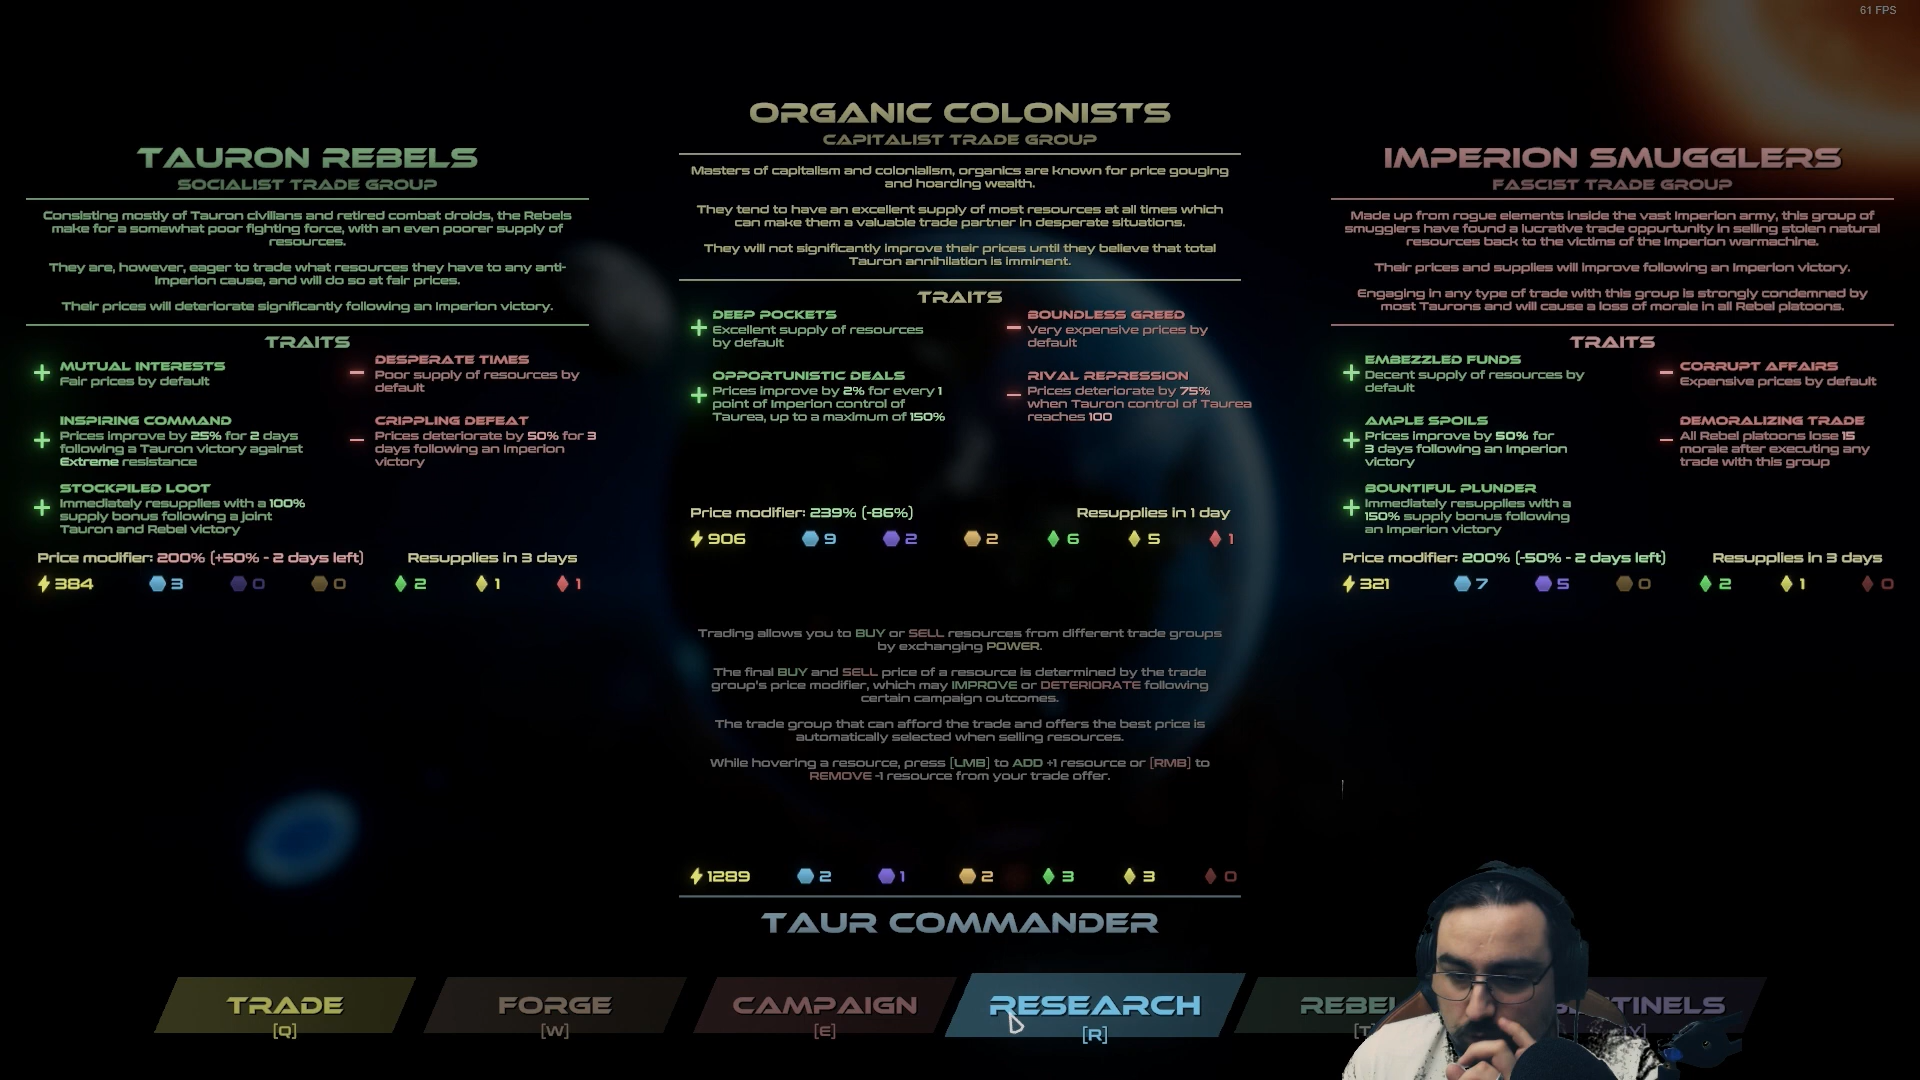 61 FPS
TAURON REBELS
SOCIALIST TRADE GROUP
Consisting mostly of Tauron civilians and retired combat droids, the Rebels
make for a somewhat poor fighting force, with an even poorer supply of
resources.
They are, however, eager to trade what resources they have to any anti-
Imperion cause, and will do so at fair prices.
Their prices will deteriorate significantly following an Imperion victory.
TRAITS
MUTUAL INTERESTS
Fair prices by default
INSPIRING COMMAND
Prices improve by 25% for 2 days
following a Tauron victory against
Extreme resistance
STOCKPILED LOOT
Immediately resupplies with a 100%
supply bonus following a joint
Tauron and Rebel victory
DESPERATE TIMES
Poor supply of resources by
default
CRIPPLING DEFEAT
Prices deteriorate by 50% for 3
days following an Imperion
victory
Price modifier: 200% (+50% - 2 days left) Resupplies in 3 days
384 3 0 0 2 1 1
ORGANIC COLONISTS
CAPITALIST TRADE GROUP
Masters of capitalism and colonialism, organics are known for price gouging
and hoarding wealth.
They tend to have an excellent supply of most resources at all times which
can make them a valuable trade partner in desperate situations.
They will not significantly improve their prices until they believe that total
Tauron annihilation is imminent.
TRAITS
DEEP POCKETS
Excellent supply of resources
by default
OPPORTUNISTIC DEALS
Prices improve by 2% for every 1
point of Imperion control of
Taurea, up to a maximum of 150%
BOUNDLESS GREED
Very expensive prices by
default
RIVAL REPRESSION
Prices deteriorate by 75%
when Tauron control of Taurea
reaches 100
Price modifier: 239% (-86%) Resupplies in 1 day
906 9 2 2 6 5 1
IMPERION SMUGGLERS
FASCIST TRADE GROUP
Made up from rogue elements inside the vast Imperion army, this group of
smugglers have found a lucrative trade opportunity in selling stolen natural
resources back to the victims of the Imperion warmachine.
Their prices and supplies will improve following an Imperion victory.
Engaging in any type of trade with this group is strongly condemned by
most Taurons and will cause a loss of morale in all Rebel platoons.
TRAITS
EMBEZZLED FUNDS
Decent supply of resources by
default
AMPLE SPOILS
Prices improve by 50% for
3 days following an Imperion
victory
BOUNTIFUL PLUNDER
Immediately resupplies with a
150% supply bonus following
an Imperion victory
CORRUPT AFFAIRS
Expensive prices by default
DEMORALIZING TRADE
All Rebel platoons lose 15
morale after executing any
trade with this group
Price modifier: 200% (-50% - 2 days left) Resupplies in 3 days
321 7 5 0 2 1 0
Trading allows you to BUY or SELL resources from different trade groups
by exchanging POWER.
The final BUY and SELL price of a resource is determined by the trade
group's price modifier, which may IMPROVE or DETERIORATE following
certain campaign outcomes.
The trade group that can afford the trade and offers the best price is
automatically selected when selling resources.
While hovering a resource, press [LMB] to ADD +1 resource or [RMB] to
REMOVE -1 resource from your trade offer.
1289 2 1 2 3 3 0
TAUR COMMANDER
TRADE
[Q]
FORGE
[W]
CAMPAIGN
[E]
RESEARCH
[R]